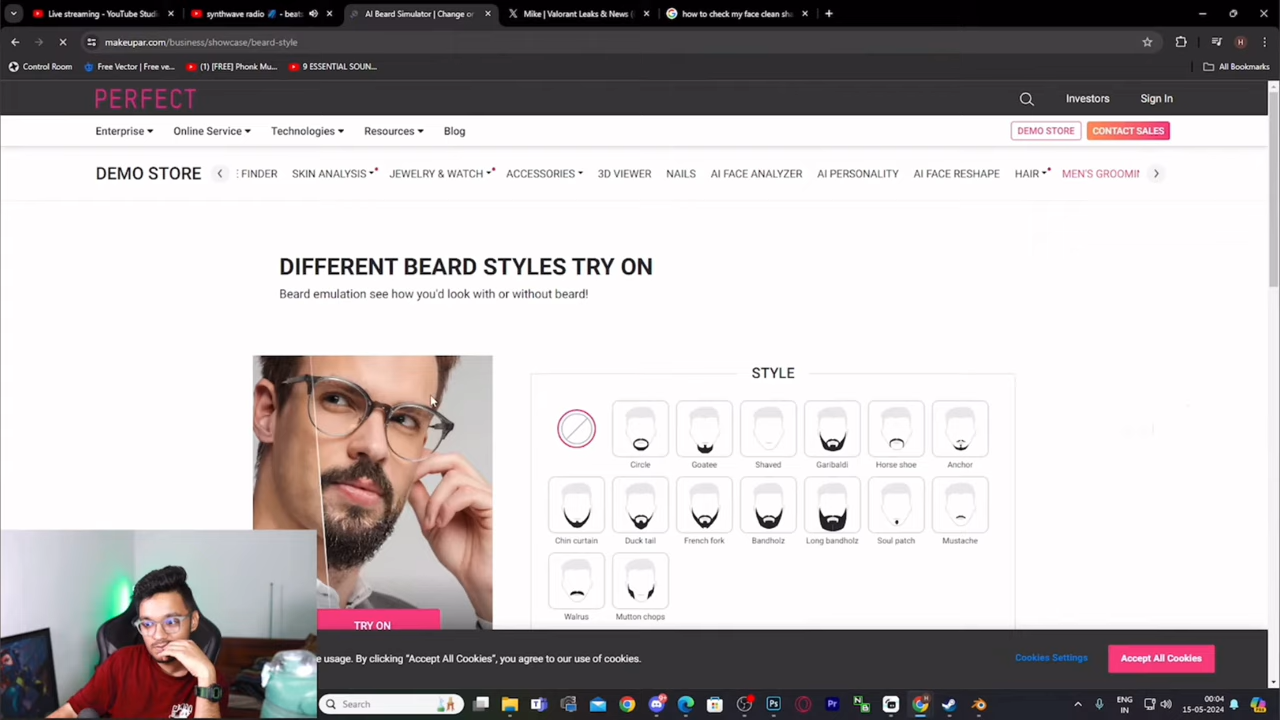 Live streaming - YouTube Studi
synthwave radio
- beats
AI Beard Simulator | Change or
Mike | Valorant Leaks & News (
how to check my face clean sh
makeupar.com/business/showcase/beard-style
H
Control Room
Free Vector | Free ve...
(1) [FREE] Phonk Mu...
9 ESSENTIAL SOUN...
All Bookmarks
PERFECT
Investors
Sign In
Enterprise
Online Service
Technologies
Resources
Blog
DEMO STORE
CONTACT SALES
DEMO STORE
FINDER
SKIN ANALYSIS
JEWELRY & WATCH
ACCESSORIES
3D VIEWER
NAILS
AI FACE ANALYZER
AI PERSONALITY
AI FACE RESHAPE
HAIR
MEN'S GROOMIN
DIFFERENT BEARD STYLES TRY ON
Beard emulation see how you'd look with or without beard!
STYLE
Circle
Goatee
Shaved
Garibaldi
Horse shoe
Anchor
Chin curtain
Duck tail
French fork
Bandholz
Long bandholz
Soul patch
Mustache
Walrus
Mutton chops
TRY ON
e usage. By clicking "Accept All Cookies", you agree to our use of cookies.
Cookies Settings
Accept All Cookies
Search
ENG
IN
15-05-2024